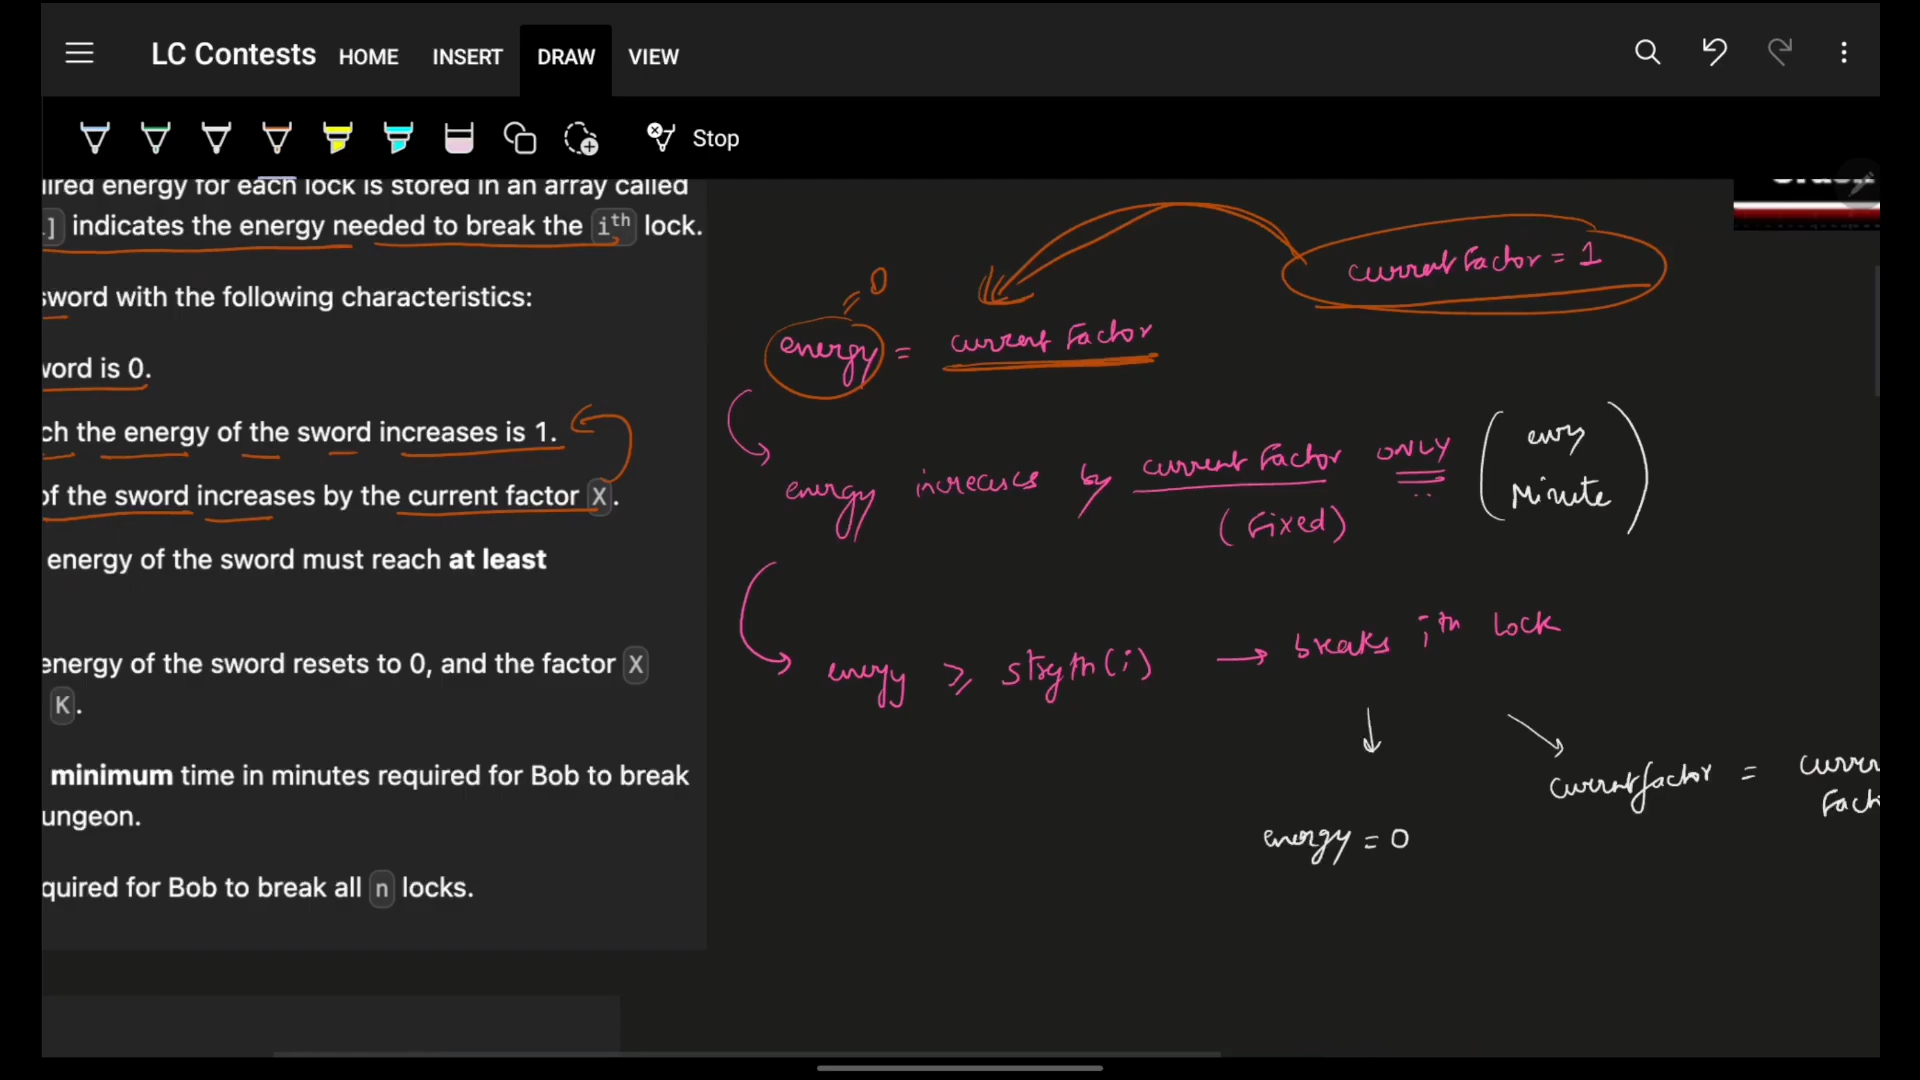 LC Contests HOME INSERT DRAW VIEW
Stop
ired energy for each lock is stored in an array called
] indicates the energy needed to break the ith lock.
sword with the following characteristics:
word is 0.
ch the energy of the sword increases is 1.
of the sword increases by the current factor X.
energy of the sword must reach at least
energy of the sword resets to 0, and the factor X
K.
minimum time in minutes required for Bob to break
ungeon.
quired for Bob to break all n locks.
currentFactor = 1
= 0
energy = current Factor
energy increases by current Factor ONLY
(Fixed)
every
Minute
energy ⩾ strgth(i) → breaks ith lock
energy = 0
currentfactor = curre
Fact